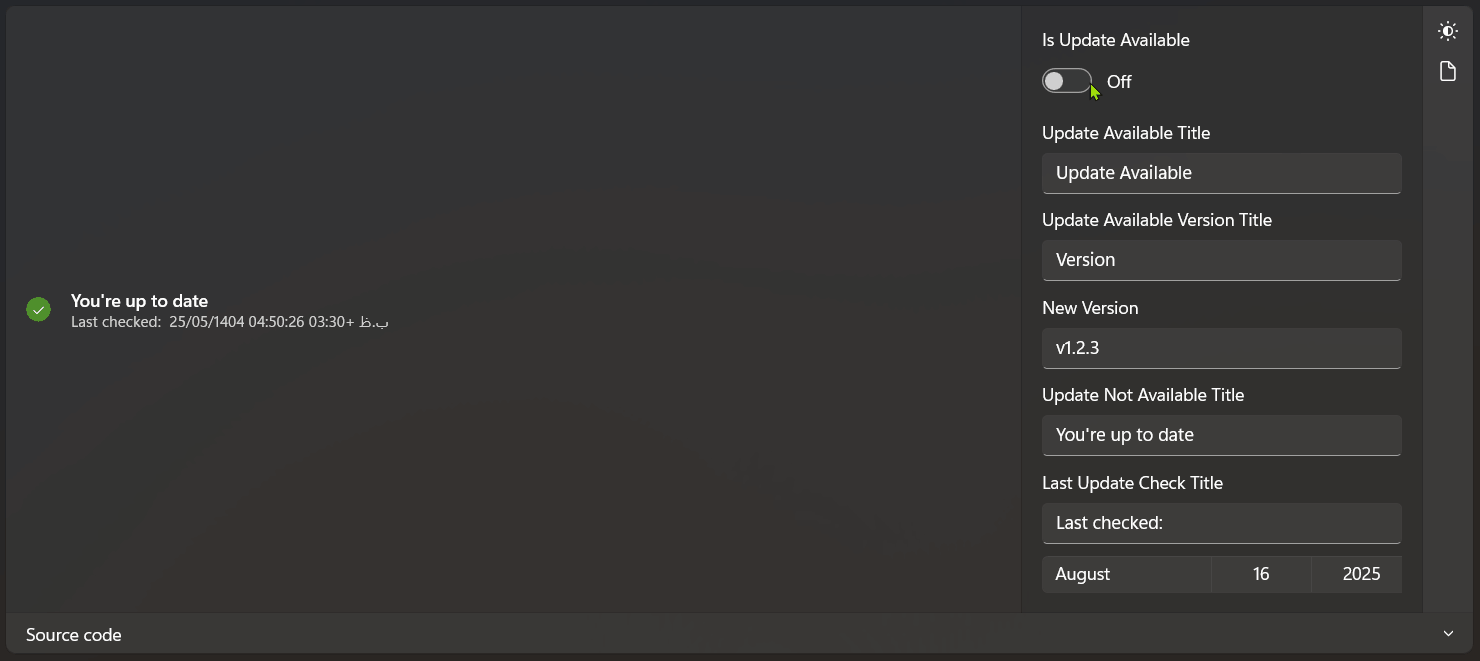 You're up to date
Last checked: 25/05/1404 04:50:26 ب.ظ +03:30
Is Update Available
Off
Update Available Title
Update Available
Update Available Version Title
Version
New Version
v1.2.3
Update Not Available Title
You're up to date
Last Update Check Title
Last checked:
August 16 2025
Source code